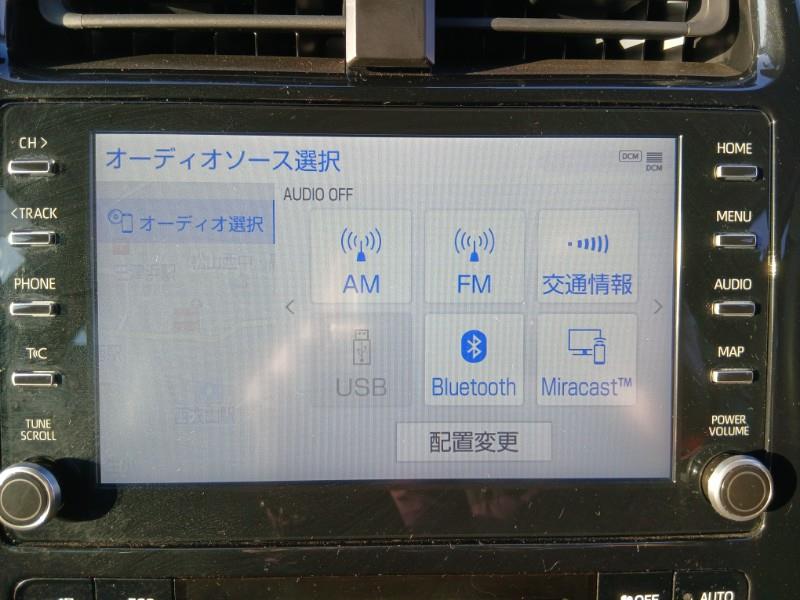 CH >
< TRACK
PHONE
T C
TUNE
SCROLL
オーディオソース選択
DCM
DCM
オーディオ選択
AUDIO OFF
AM
FM
交通情報
<
>
USB
Bluetooth
Miracast™
配置変更
HOME
MENU
AUDIO
MAP
POWER
VOLUME
OFF
AUTO